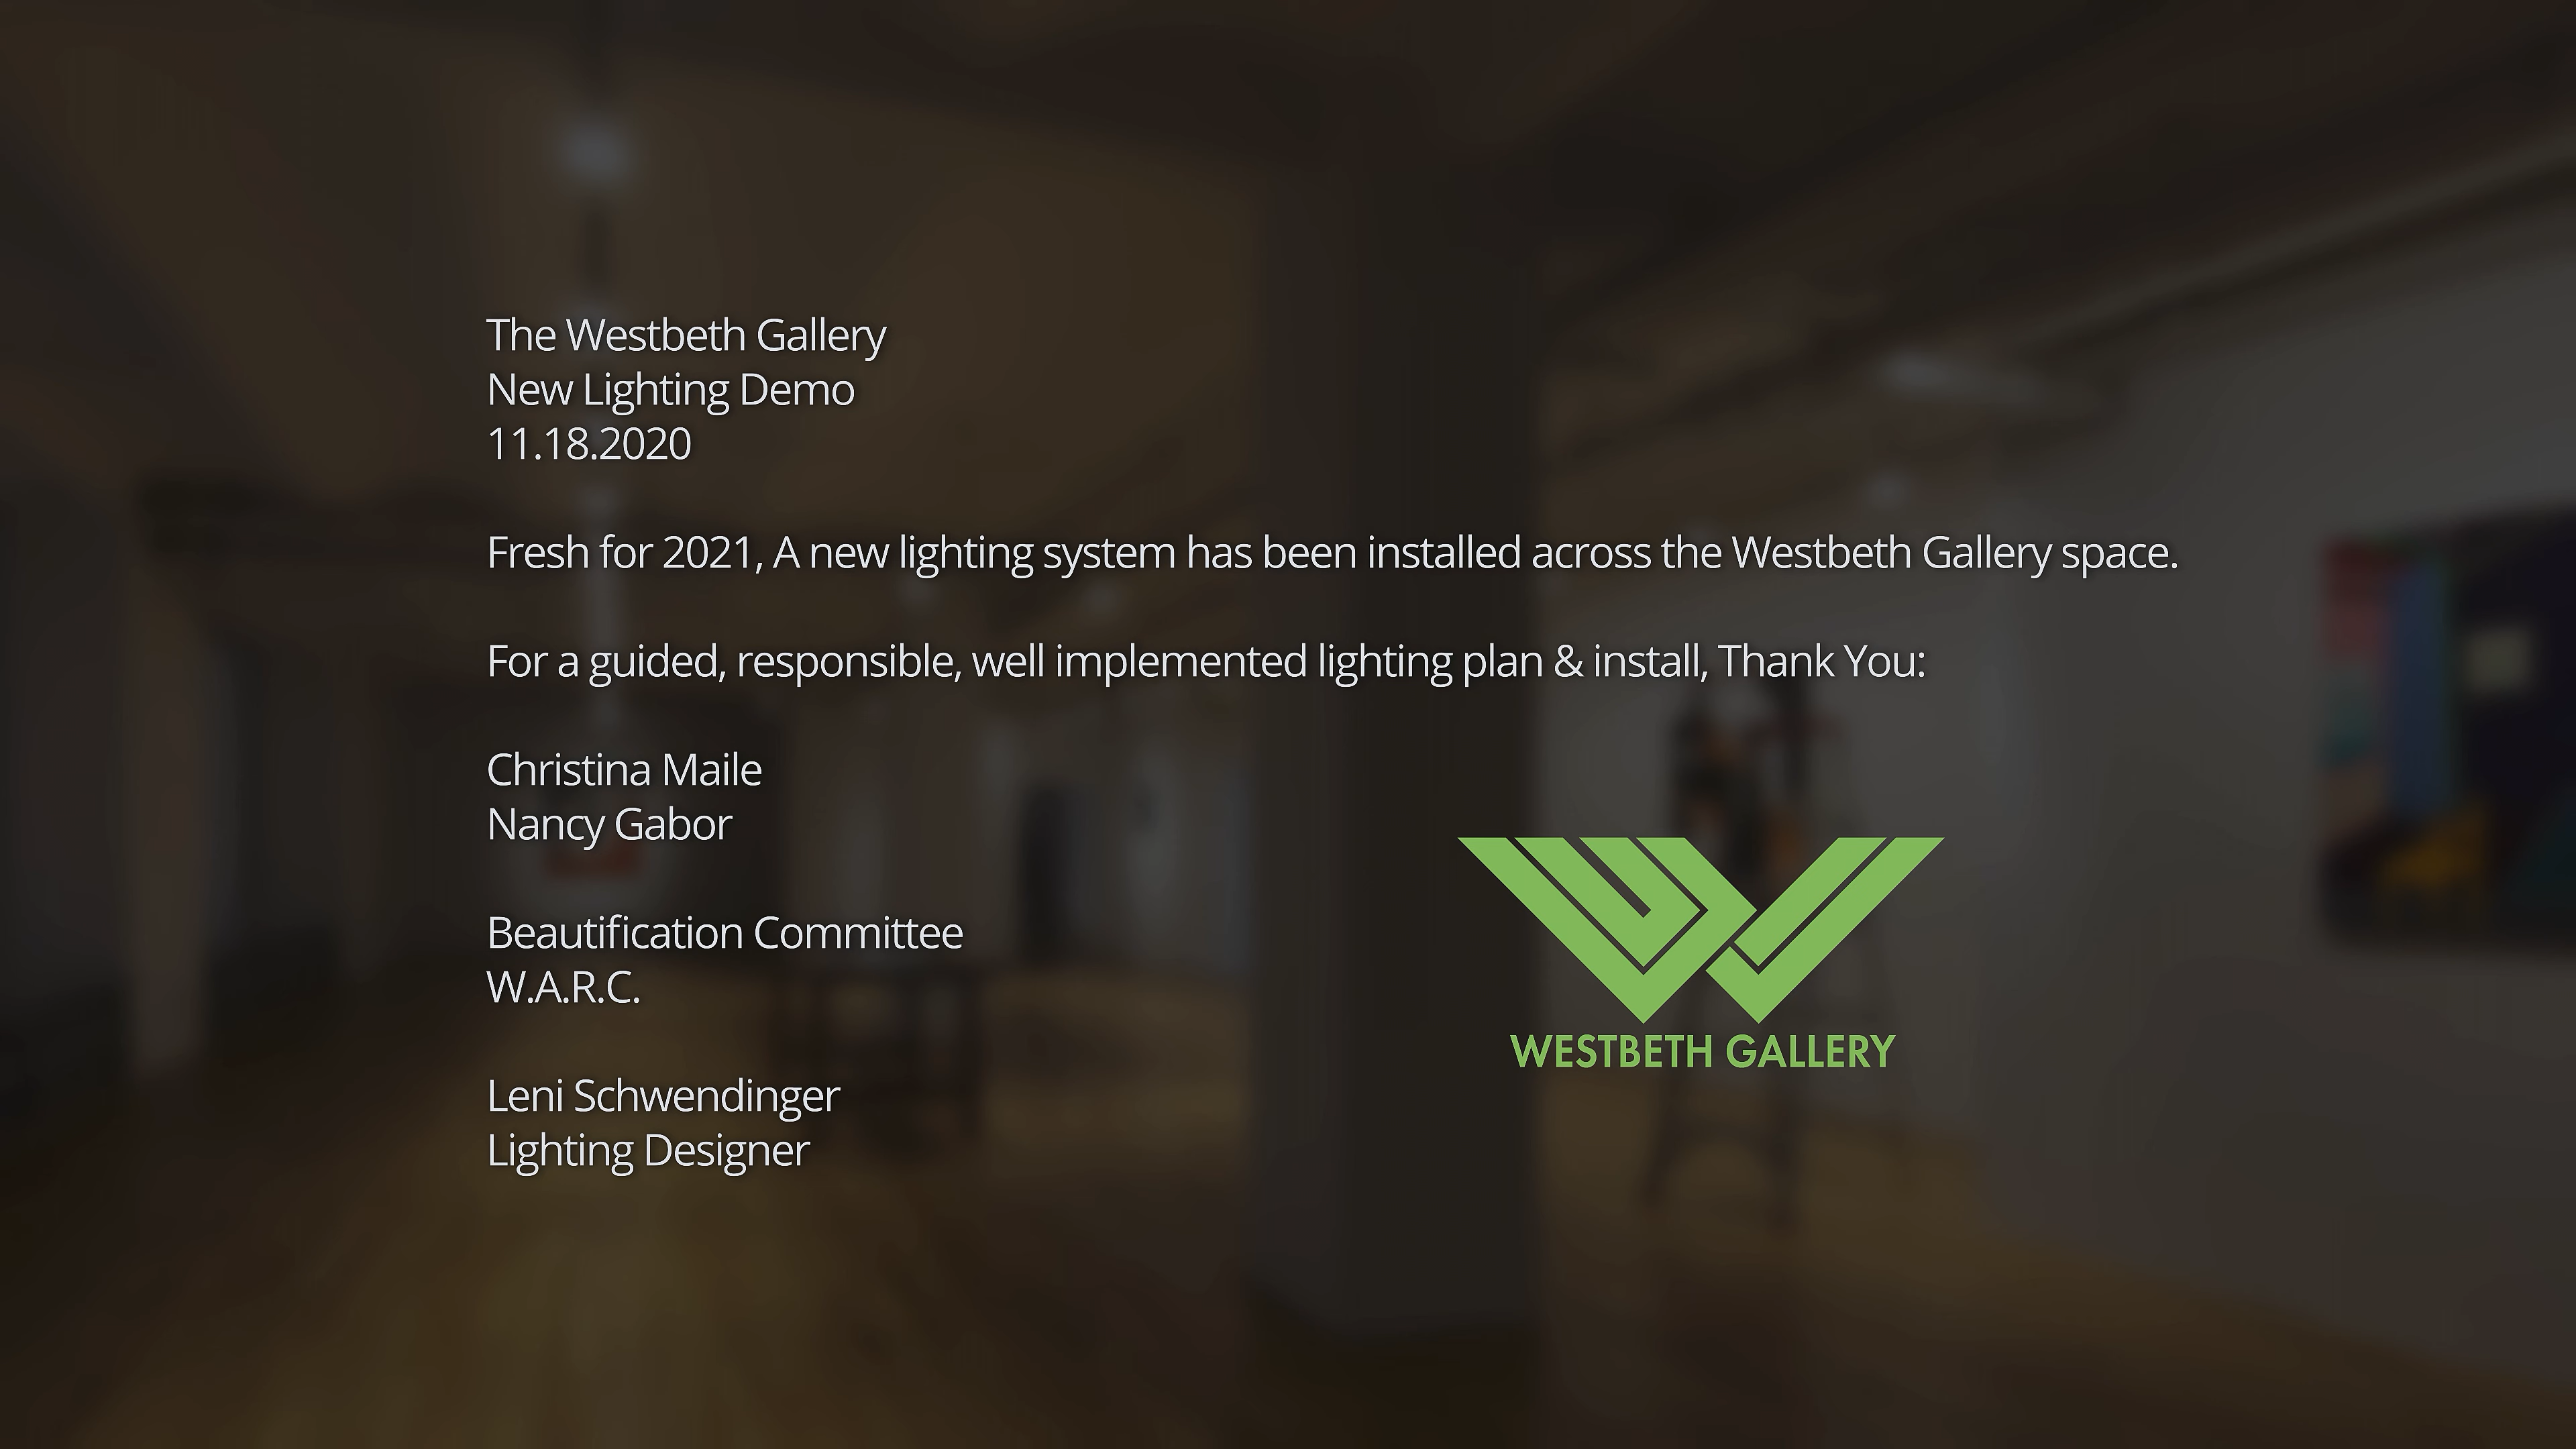 The Westbeth Gallery
New Lighting Demo
11.18.2020
Fresh for 2021, A new lighting system has been installed across the Westbeth Gallery space.
For a guided, responsible, well implemented lighting plan & install, Thank You:
Christina Maile
Nancy Gabor
Beautification Committee
W.A.R.C.
Leni Schwendinger
Lighting Designer
WESTBETH GALLERY